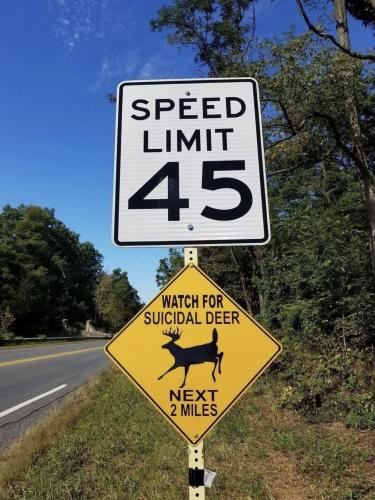 SPEED
LIMIT
45
WATCH FOR
SUICIDAL DEER
NEXT
2 MILES